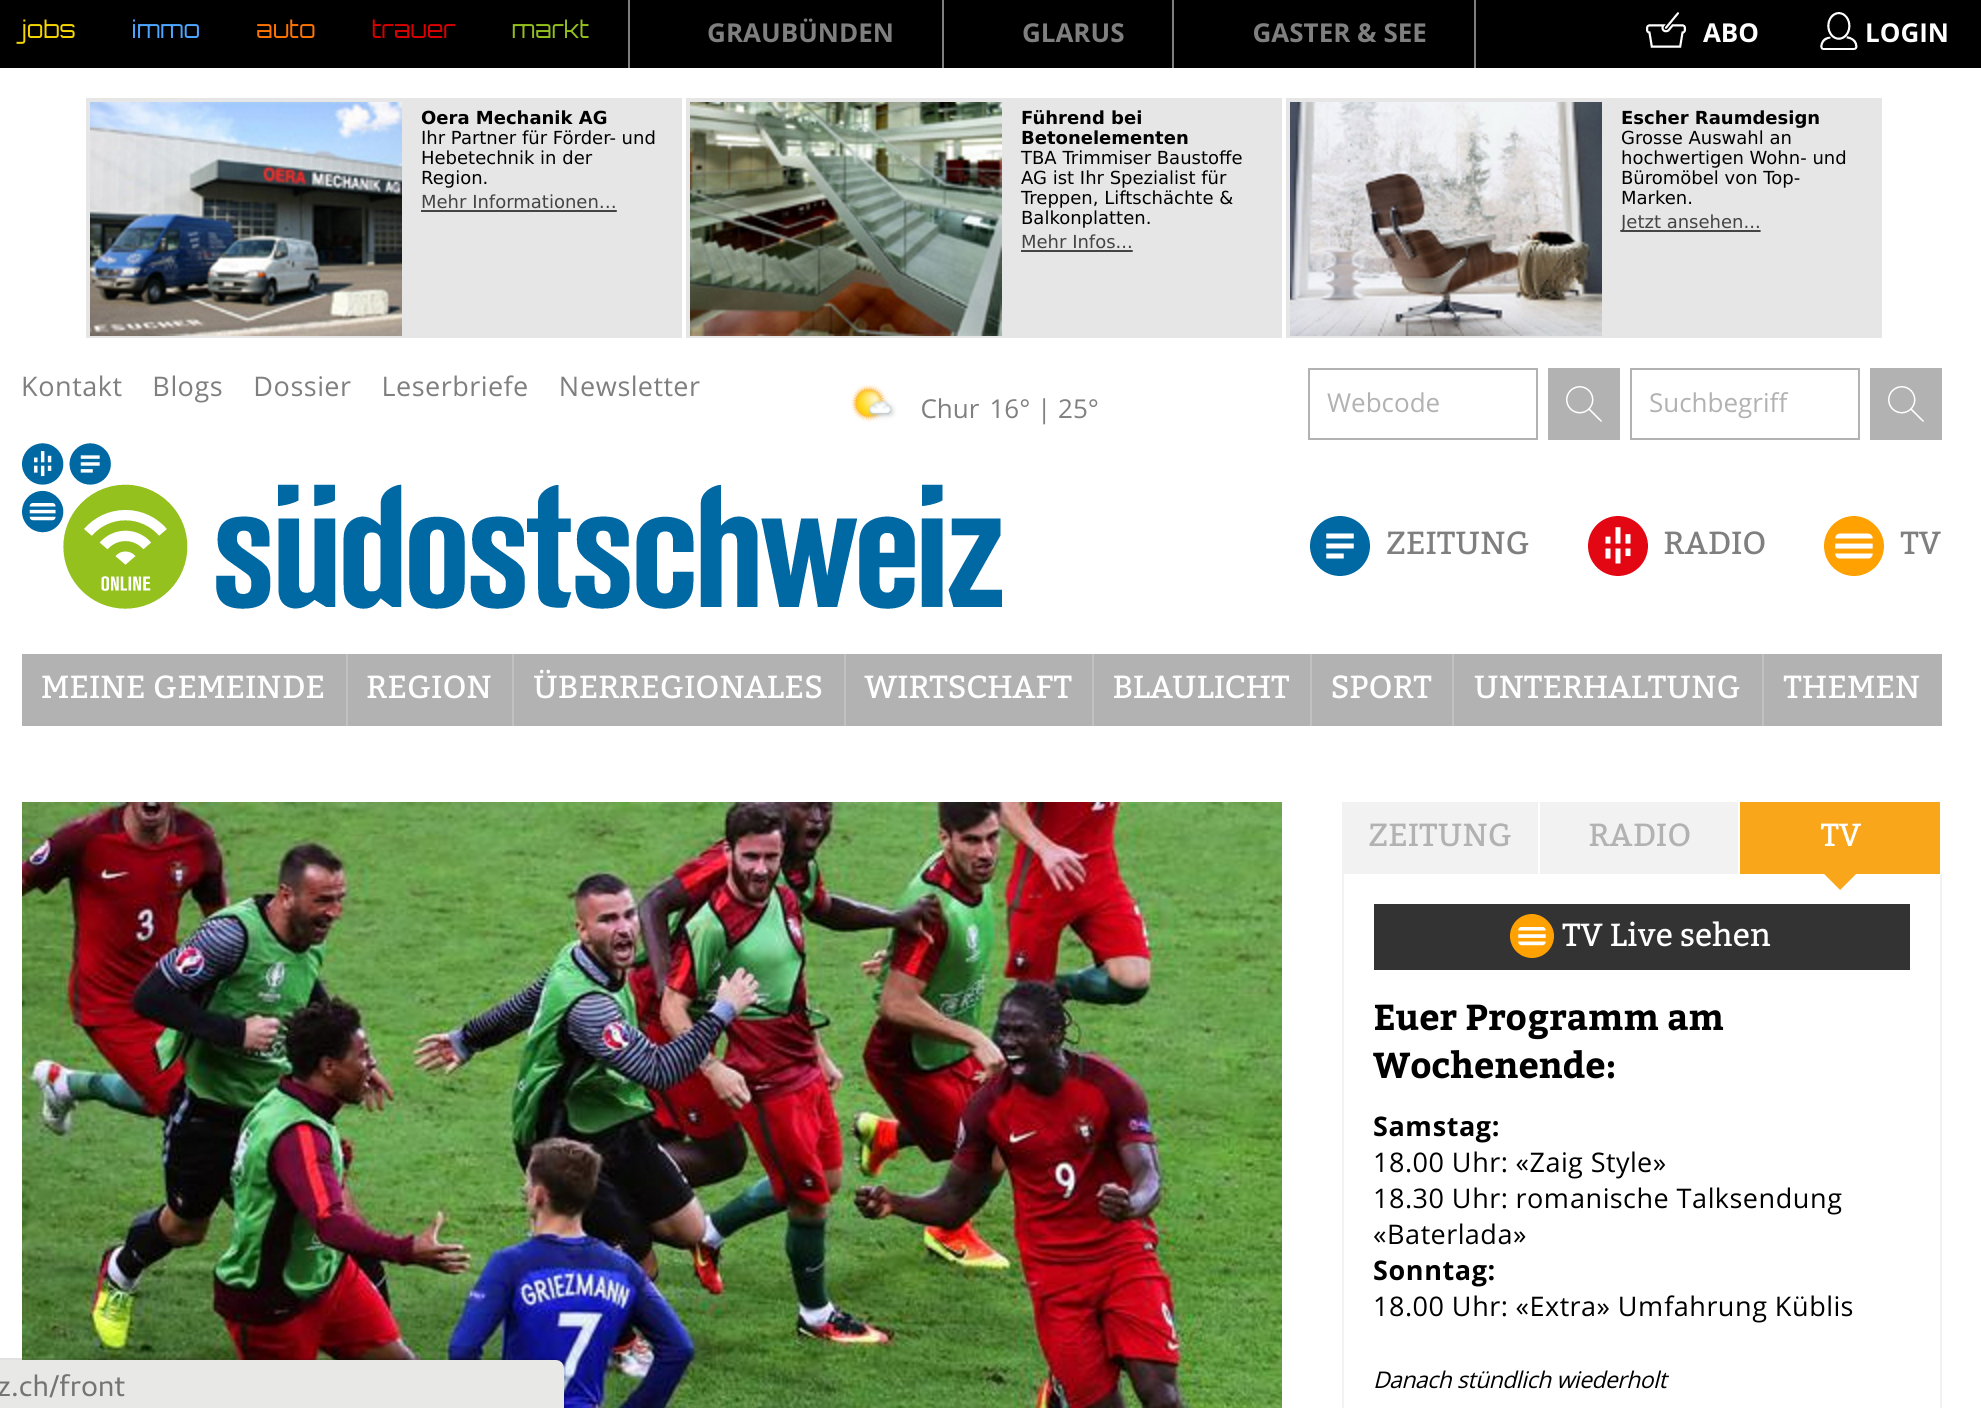 jobs immo auto trauer markt GRAUBÜNDEN GLARUS GASTER & SEE ABO LOGIN
OERA MECHANIK AG
ESUCHER
Oera Mechanik AG
Ihr Partner für Förder- und
Hebetechnik in der
Region.
Mehr Informationen...
Führend bei
Betonelementen
TBA Trimmiser Baustoffe
AG ist Ihr Spezialist für
Treppen, Liftschächte &
Balkonplatten.
Mehr Infos...
Escher Raumdesign
Grosse Auswahl an
hochwertigen Wohn- und
Büromöbel von Top-
Marken.
Jetzt ansehen...
Kontakt Blogs Dossier Leserbriefe Newsletter
Chur 16° | 25°
Webcode
Suchbegriff
ONLINE
südostschweiz
ZEITUNG RADIO TV
MEINE GEMEINDE REGION ÜBERREGIONALES WIRTSCHAFT BLAULICHT SPORT UNTERHALTUNG THEMEN
3
9
9
GRIEZMANN
7
ZEITUNG RADIO TV
TV Live sehen
Euer Programm am
Wochenende:
Samstag:
18.00 Uhr: «Zaig Style»
18.30 Uhr: romanische Talksendung
«Baterlada»
Sonntag:
18.00 Uhr: «Extra» Umfahrung Küblis
Danach stündlich wiederholt
z.ch/front